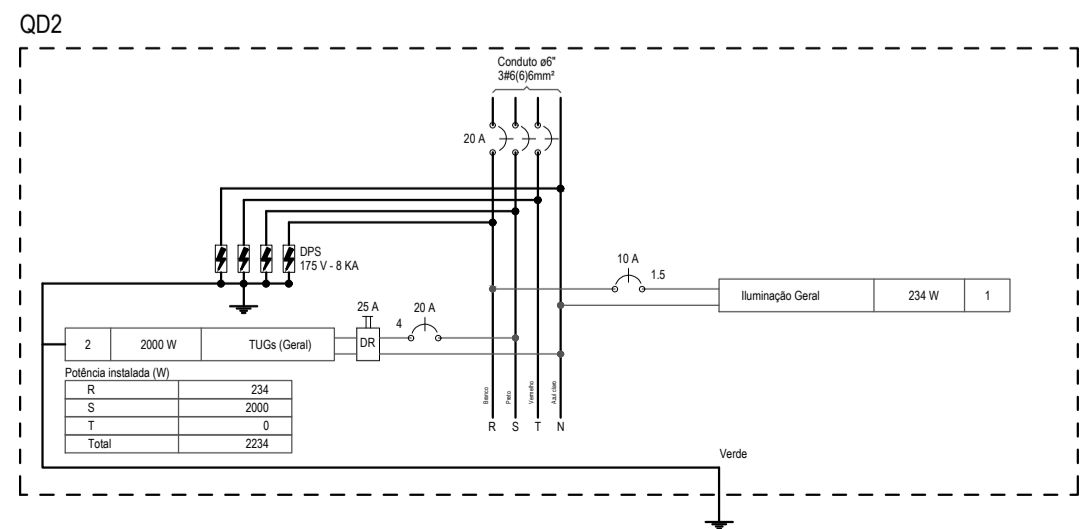 QD2
Conduto ø6"
3#6(6)6mm²
20 A
DPS
175 V - 8 KA
10 A
1.5
Iluminação Geral 234 W 1
25 A
20 A
4
DR
2 2000 W TUGs (Geral)
Potência instalada (W)
R 234
S 2000
T 0
Total 2234
Branco
Preto
Vermelho
Azul claro
R S T N
Verde